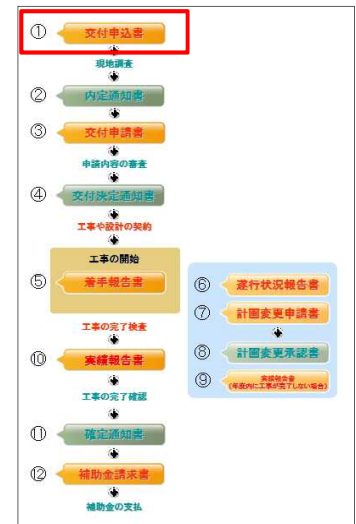 ① 交付申込書
現地調査
② 内定通知書
③ 交付申請書
申請内容の審査
④ 交付決定通知書
工事や設計の契約
工事の開始
⑤ 着手報告書
⑥ 遂行状況報告書
⑦ 計画変更申請書
⑧ 計画変更承認書
⑨ 実績報告書
(年度内に工事が完了しない場合)
工事の完了検査
⑩ 実績報告書
工事の完了確認
⑪ 確定通知書
⑫ 補助金請求書
補助金の支払